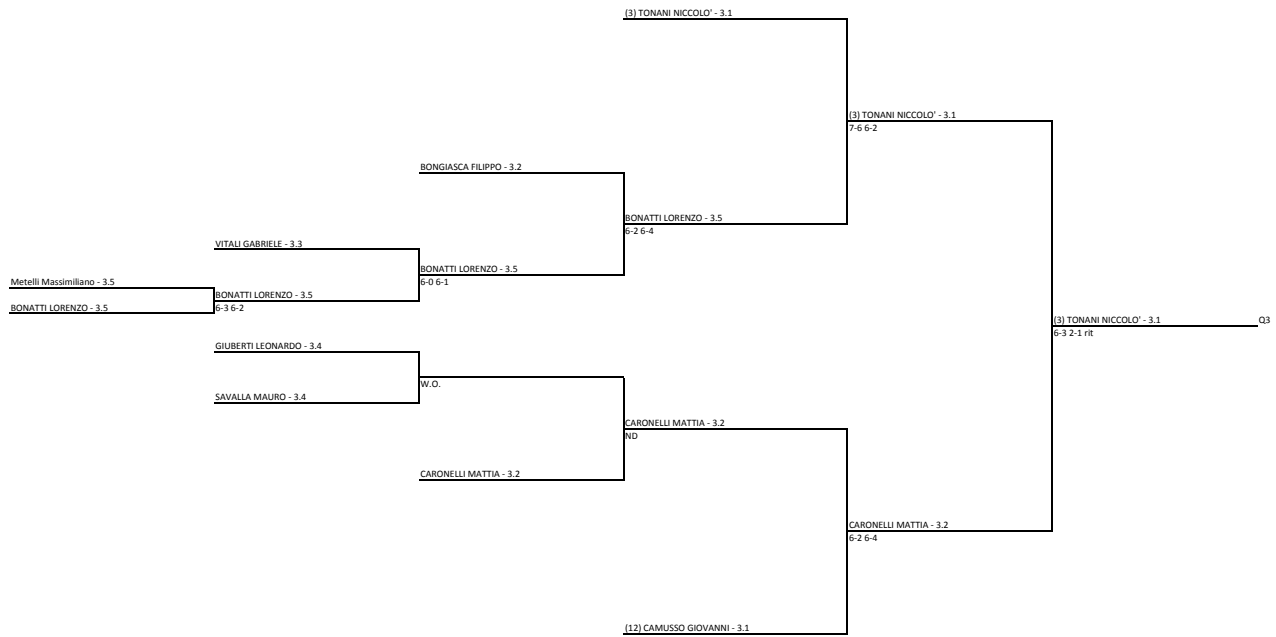 (3) TONANI NICCOLO' - 3.1
(3) TONANI NICCOLO' - 3.1
7-6 6-2
BONGIASCA FILIPPO - 3.2
BONATTI LORENZO - 3.5
6-2 6-4
VITALI GABRIELE - 3.3
BONATTI LORENZO - 3.5
6-0 6-1
Metelli Massimiliano - 3.5
BONATTI LORENZO - 3.5
6-3 6-2
BONATTI LORENZO - 3.5
(3) TONANI NICCOLO' - 3.1
Q3
6-3 2-1 rit
GIUBERTI LEONARDO - 3.4
W.O.
SAVALLA MAURO - 3.4
CARONELLI MATTIA - 3.2
ND
CARONELLI MATTIA - 3.2
CARONELLI MATTIA - 3.2
6-2 6-4
(12) CAMUSSO GIOVANNI - 3.1